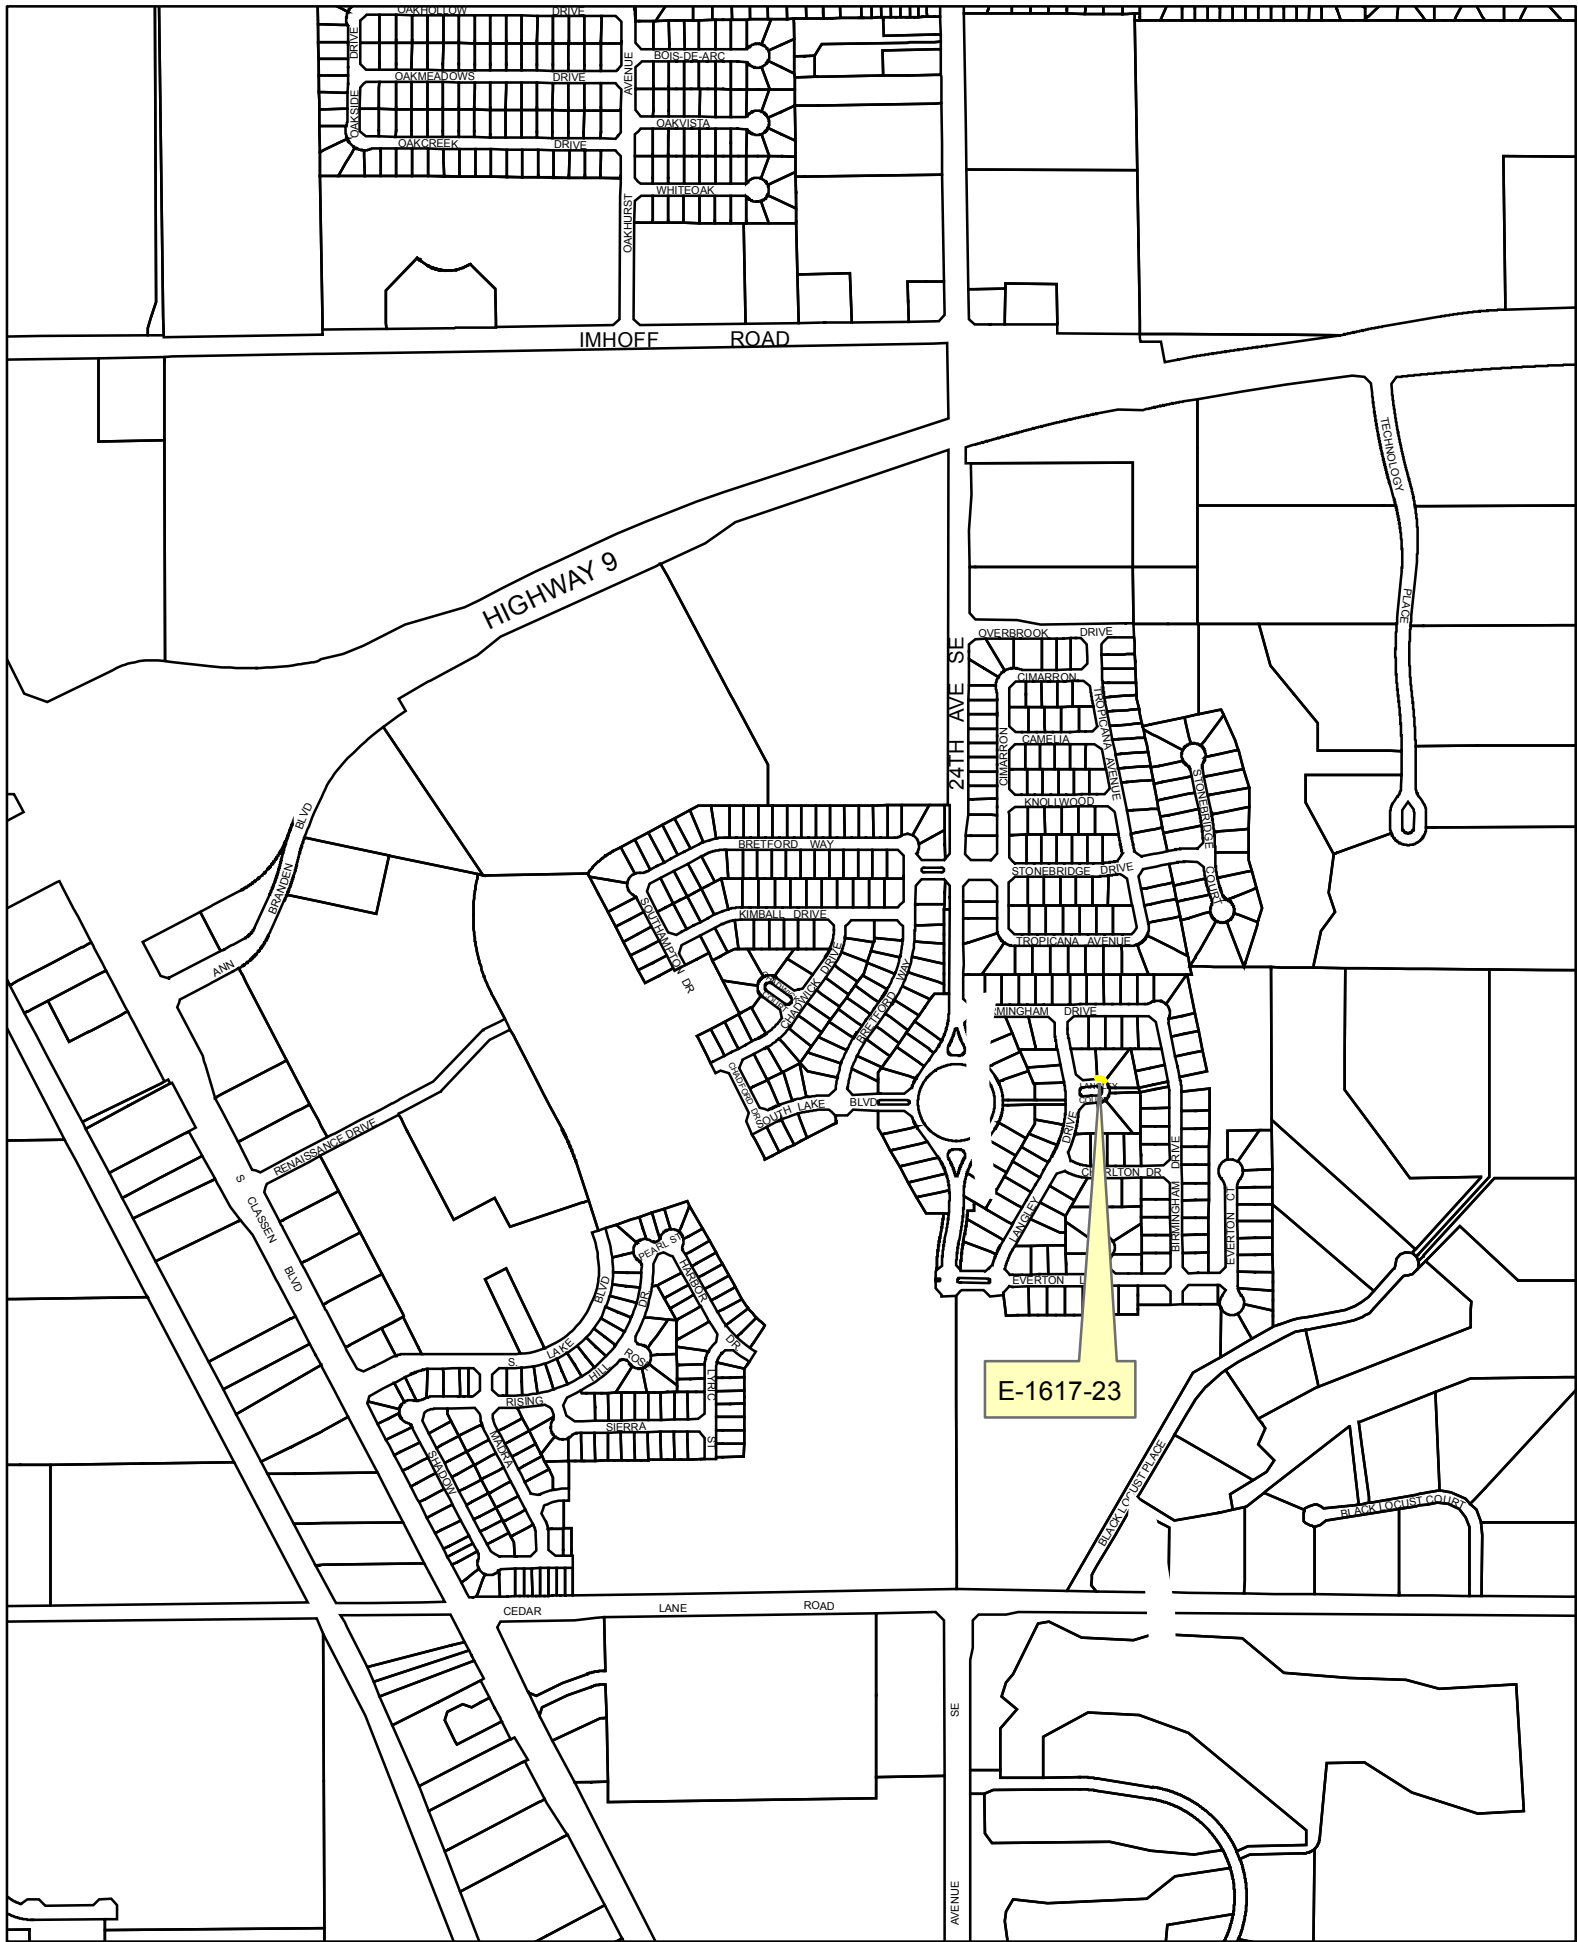 OAKHOLLOW DRIVE
DRIVE
OAKSIDE
AVENUE
BOIS-DE-ARC
OAKMEADOWS DRIVE
OAKVISTA
OAKCREEK DRIVE
WHITEOAK
OAKHURST
IMHOFF ROAD
TECHNOLOGY
PLACE
HIGHWAY 9
24TH AVE SE
OVERBROOK DRIVE
CIMARRON
TROPICANA AVENUE
CIMARRON
CAMELIA
KNOLLWOOD
STONEBRIDGE COURT
STONEBRIDGE DRIVE
TROPICANA AVENUE
BRANDEN BLVD
ANN
BRETFORD WAY
KIMBALL DRIVE
SOUTHAMPTON DR
CHADWICK DRIVE
BRETFORD WAY
CHADFORD DR
SOUTH LAKE BLVD
MINGHAM DRIVE
LANGLEY
DRIVE
LANGLEY
CH RLTON DR
BIRMINGHAM DRIVE
EVERTON CT
EVERTON L
RENAISSANCE DRIVE
S CLASSEN BLVD
PEARL ST
HARBOR DR
S. LAKE BLVD
RISING HILL DR
ROSE
LYRIC ST
SIERRA
MADRA
SHADOW
E-1617-23
BLACK LOCUST PLACE
BLACK LOCUST COURT
CEDAR LANE ROAD
SE
AVENUE